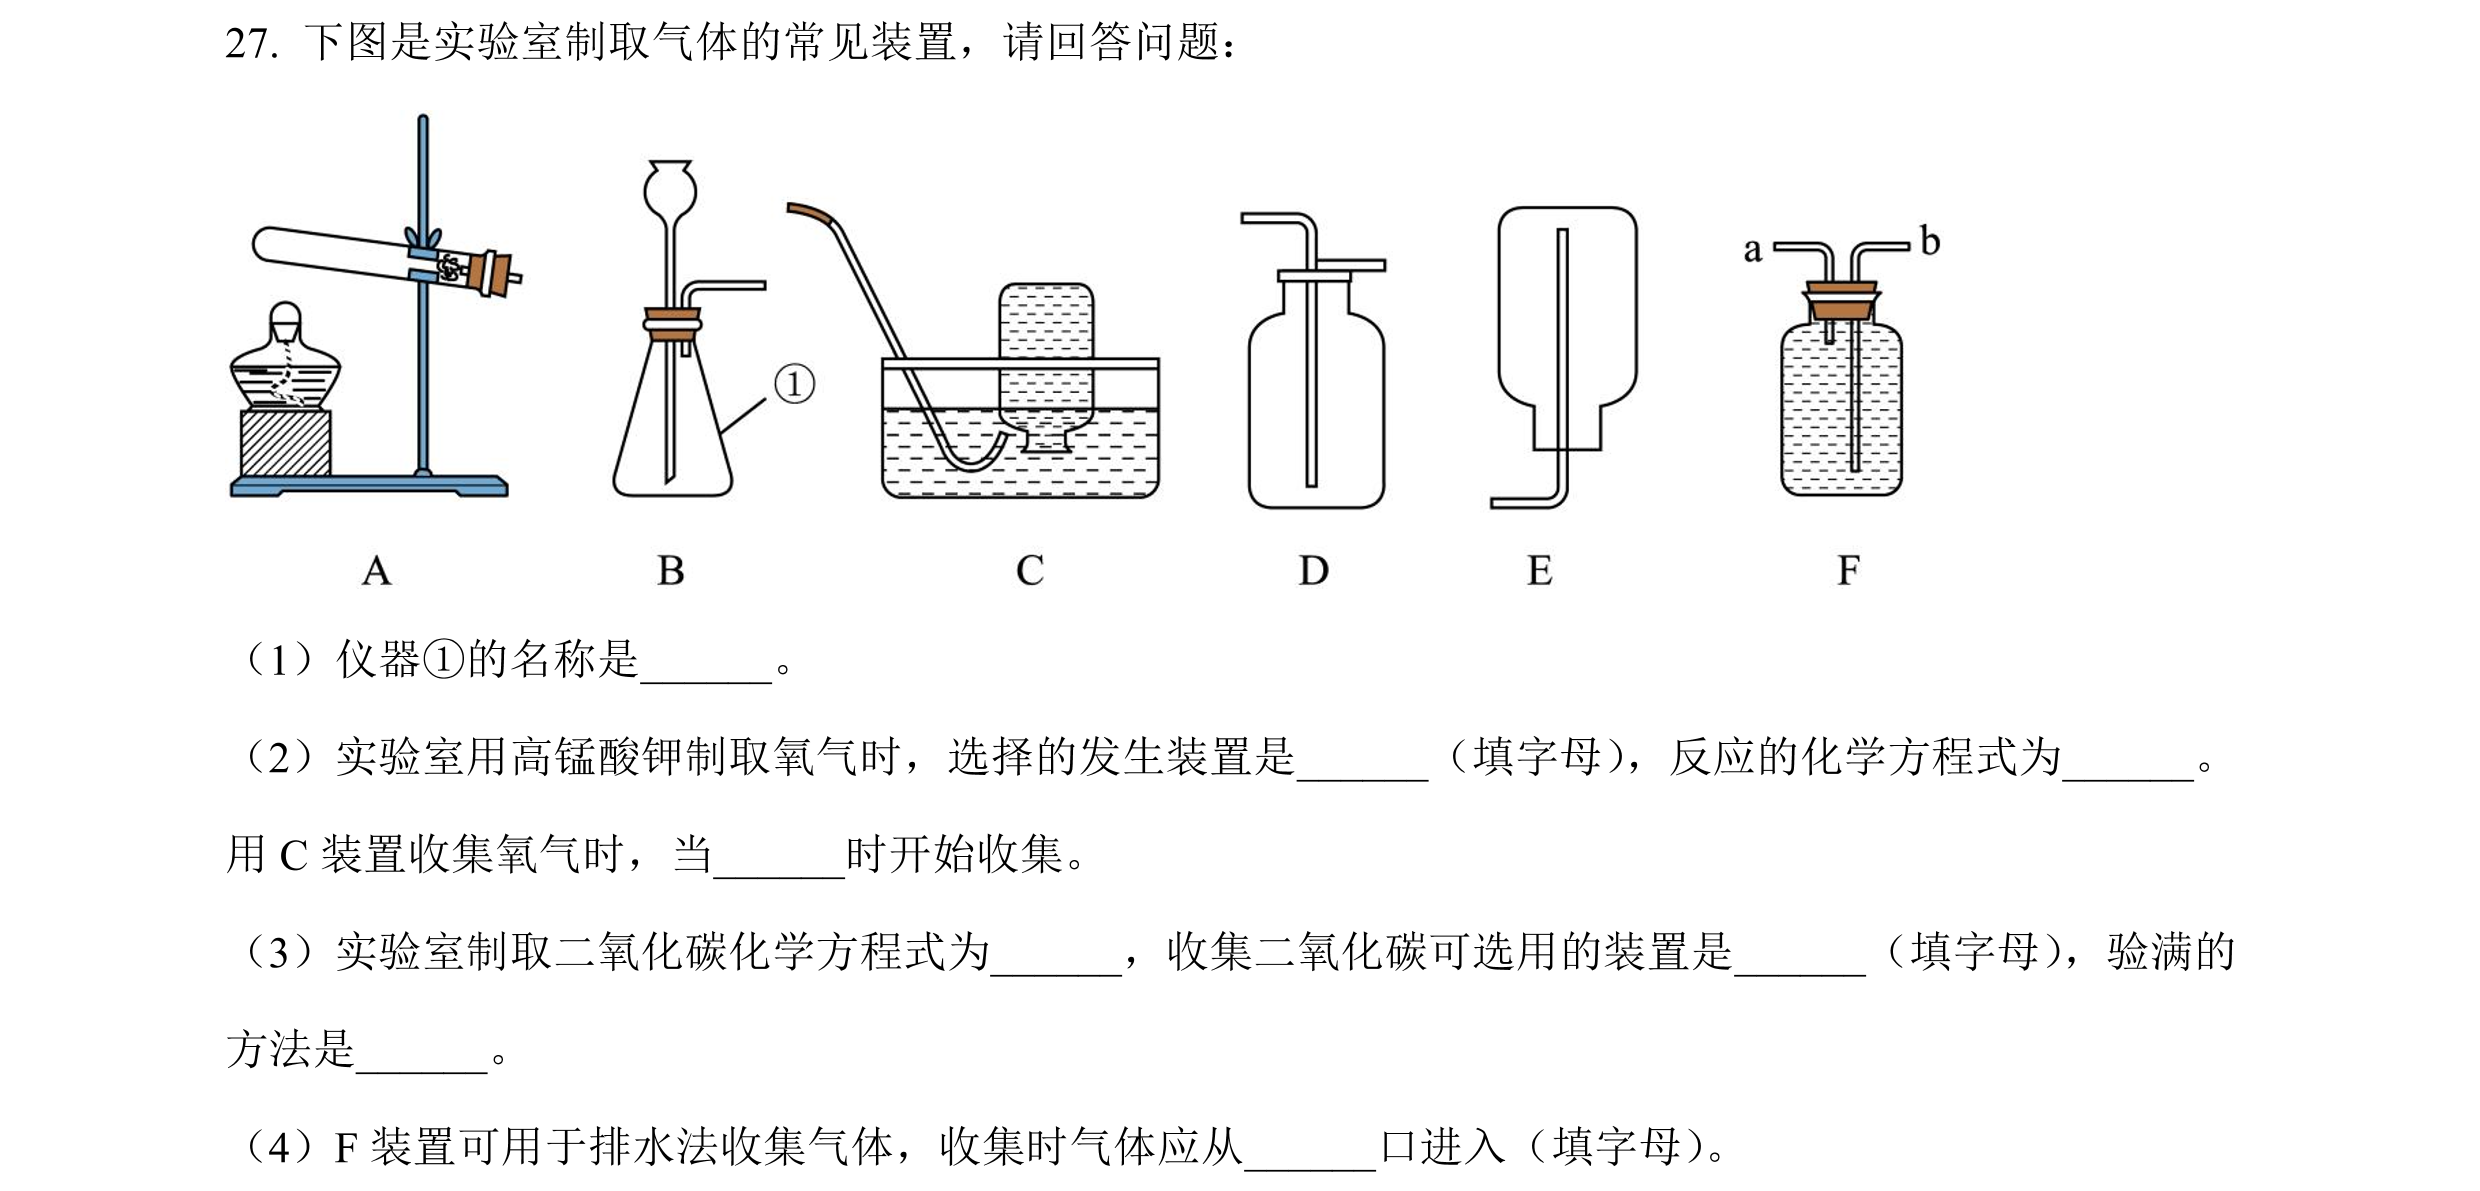 27. 下图是实验室制取气体的常见装置，请回答问题：
a
b
①
A B C D E F
（1）仪器①的名称是______。
（2）实验室用高锰酸钾制取氧气时，选择的发生装置是______（填字母），反应的化学方程式为______。
用 C 装置收集氧气时，当______时开始收集。
（3）实验室制取二氧化碳化学方程式为______，收集二氧化碳可选用的装置是______（填字母），验满的
方法是______。
（4）F 装置可用于排水法收集气体，收集时气体应从______口进入（填字母）。